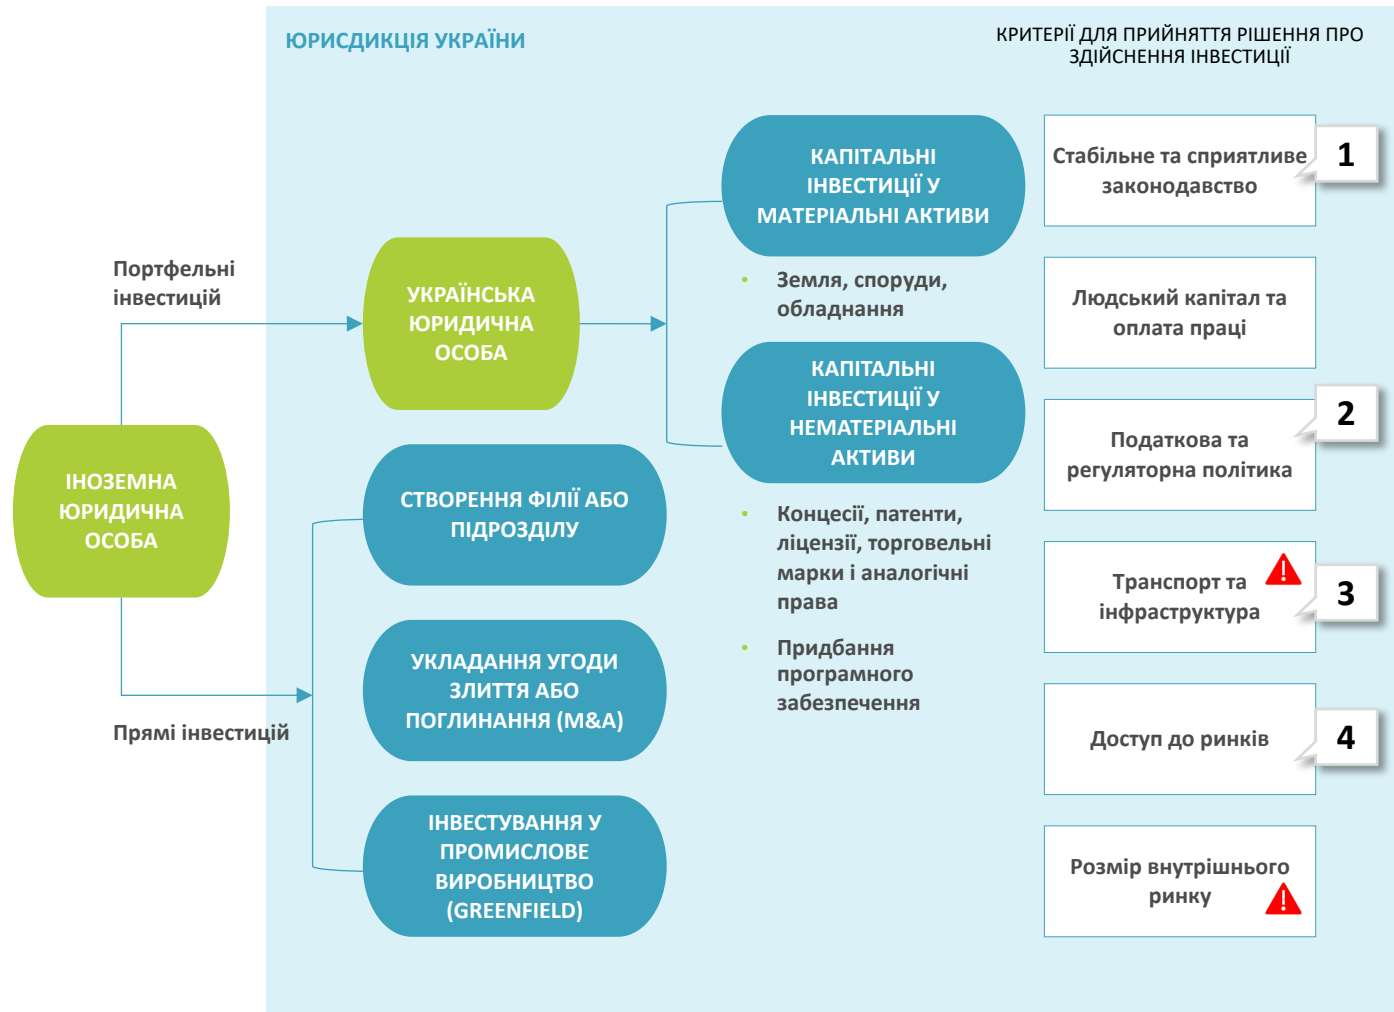 ЮРИСДИКЦІЯ УКРАЇНИ
КРИТЕРІЇ ДЛЯ ПРИЙНЯТТЯ РІШЕННЯ ПРО
ЗДІЙСНЕННЯ ІНВЕСТИЦІЇ
Портфельні
інвестицій
ІНОЗЕМНА
ЮРИДИЧНА
ОСОБА
Прямі інвестицій
УКРАЇНСЬКА
ЮРИДИЧНА
ОСОБА
СТВОРЕННЯ ФІЛІЇ АБО
ПІДРОЗДІЛУ
УКЛАДАННЯ УГОДИ
ЗЛИТТЯ АБО
ПОГЛИНАННЯ (M&A)
ІНВЕСТУВАННЯ У
ПРОМИСЛОВЕ
ВИРОБНИЦТВО
(GREENFIELD)
КАПІТАЛЬНІ
ІНВЕСТИЦІЇ У
МАТЕРІАЛЬНІ АКТИВИ
• Земля, споруди,
обладнання
КАПІТАЛЬНІ
ІНВЕСТИЦІЇ У
НЕМАТЕРІАЛЬНІ
АКТИВИ
• Концесії, патенти,
ліцензії, торговельні
марки і аналогічні
права
• Придбання
програмного
забезпечення
Стабільне та сприятливе
законодавство
1
Людський капітал та
оплата праці
Податкова та
регуляторна політика
2
Транспорт та
інфраструктура
3
Доступ до ринків
4
Розмір внутрішнього
ринку